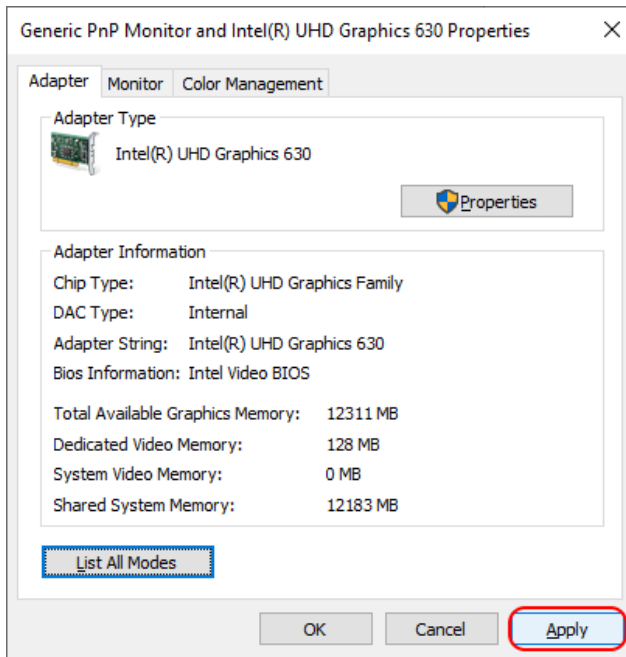 Generic PnP Monitor and Intel(R) UHD Graphics 630 Properties
Adapter Monitor Color Management
Adapter Type
Intel(R) UHD Graphics 630
Properties
Adapter Information
Chip Type: Intel(R) UHD Graphics Family
DAC Type: Internal
Adapter String: Intel(R) UHD Graphics 630
Bios Information: Intel Video BIOS
Total Available Graphics Memory: 12311 MB
Dedicated Video Memory: 128 MB
System Video Memory: 0 MB
Shared System Memory: 12183 MB
List All Modes
OK Cancel Apply